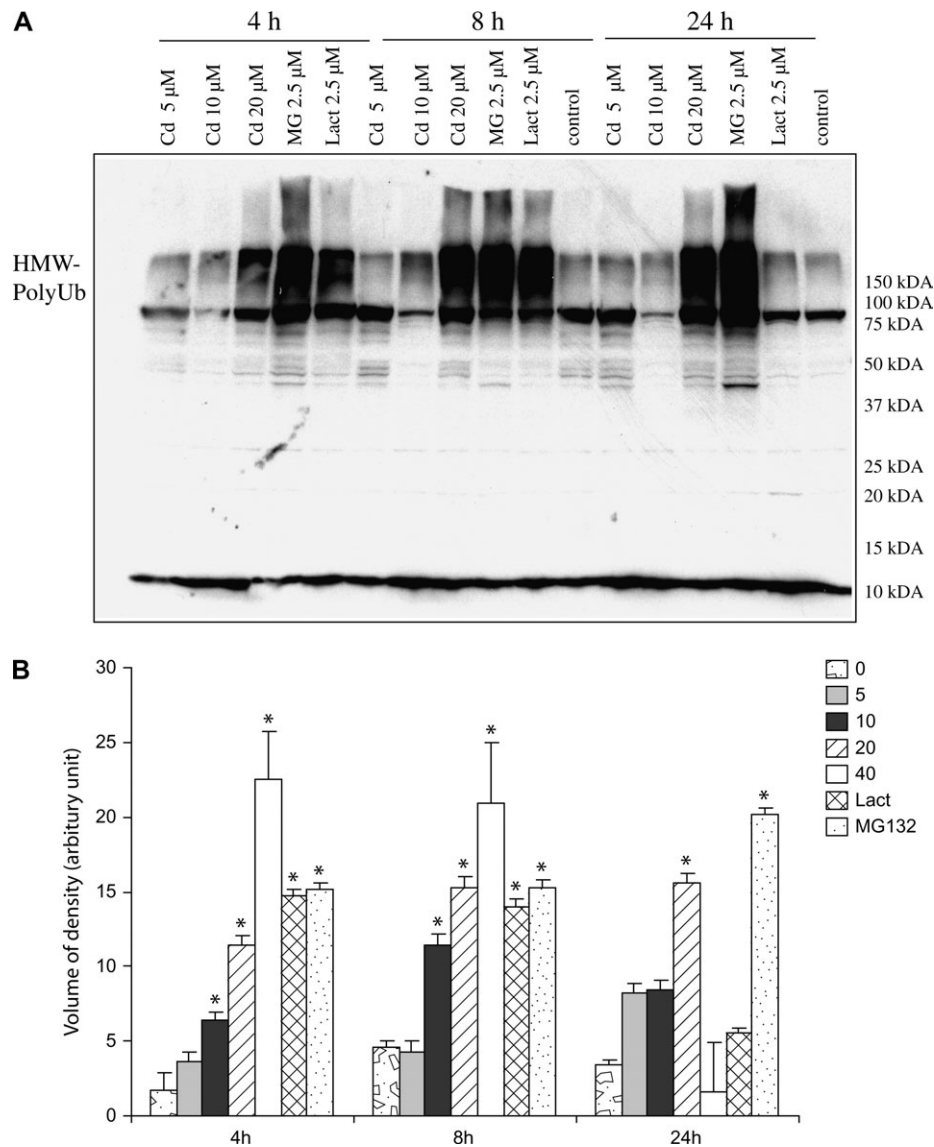 A
4 h 8 h 24 h
Cd 5 µM
Cd 10 µM
Cd 20 µM
MG 2.5 µM
Lact 2.5 µM
Cd 5 µM
Cd 10 µM
Cd 20 µM
MG 2.5 µM
Lact 2.5 µM
control
Cd 5 µM
Cd 10 µM
Cd 20 µM
MG 2.5 µM
Lact 2.5 µM
control
HMW-
PolyUb
150 kDA
100 kDA
75 kDA
50 kDA
37 kDA
25 kDA
20 kDA
15 kDA
10 kDA
B
Volume of density (arbitury unit)
30
25
20
15
10
5
0
* * * * *
* * * * *
* *
4h 8h 24h
0
5
10
20
40
Lact
MG132